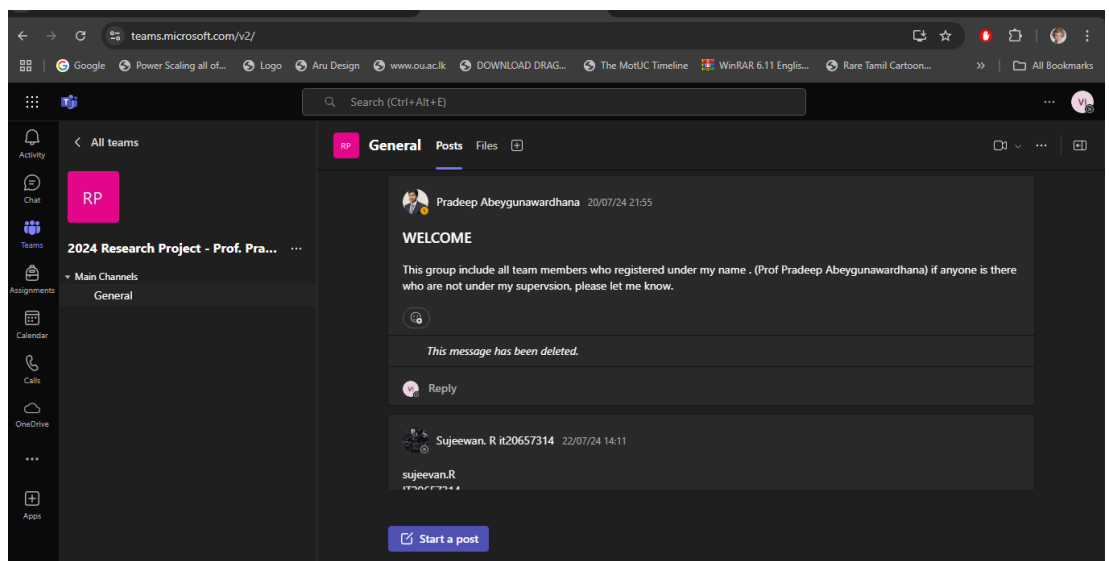 teams.microsoft.com/v2/
Google Power Scaling all of... Logo Aru Design www.ou.ac.lk DOWNLOAD DRAG... The MotUC Timeline WinRAR 6.11 Englis... Rare Tamil Cartoon... » All Bookmarks
Search (Ctrl+Alt+E)
VI
Activity
Chat
Teams
Assignments
Calendar
Calls
OneDrive
Apps
All teams
RP
2024 Research Project - Prof. Pra...
Main Channels
General
RP General Posts Files
Pradeep Abeygunawardhana 20/07/24 21:55
WELCOME
This group include all team members who registered under my name . (Prof Pradeep Abeygunawardhana) if anyone is there
who are not under my supervsion, please let me know.
This message has been deleted.
VI Reply
Sujeewan. R it20657314 22/07/24 14:11
sujeevan.R
IT20657314
Start a post